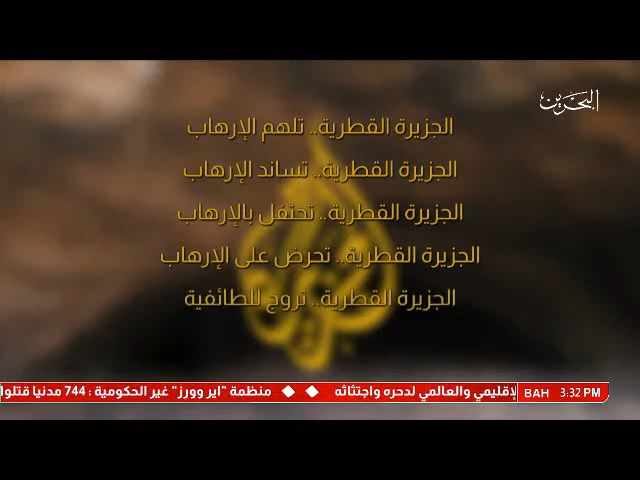 البحرين
الجزيرة القطرية.. تلهم الإرهاب
الجزيرة القطرية.. تساند الإرهاب
الجزيرة القطرية.. تحتفل بالإرهاب
الجزيرة القطرية.. تحرض على الإرهاب
الجزيرة القطرية.. تروج للطائفية
لإقليمي والعالمي لدحره واجتثاثه ◆ ◆ منظمة "اير وورز" غير الحكومية : 744 مدنيا قتلوا
BAH 3:32 PM